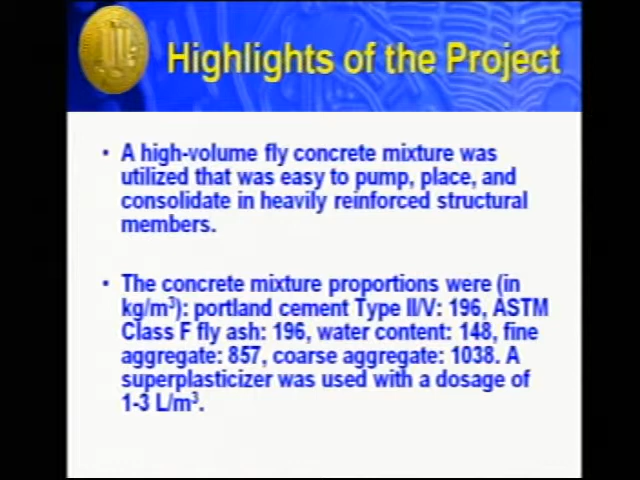 Highlights of the Project
• A high-volume fly concrete mixture was
utilized that was easy to pump, place, and
consolidate in heavily reinforced structural
members.
• The concrete mixture proportions were (in
kg/m³): portland cement Type II/V: 196, ASTM
Class F fly ash: 196, water content: 148, fine
aggregate: 857, coarse aggregate: 1038. A
superplasticizer was used with a dosage of
1-3 L/m³.